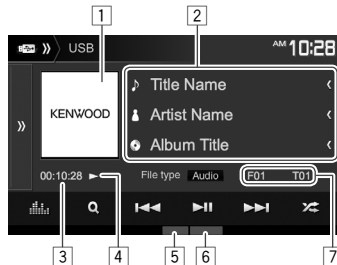 1 2
USB AM 10:28
KENWOOD
Title Name
Artist Name
Album Title
00:10:28 File type Audio F01 T01
3 4 5 6 7